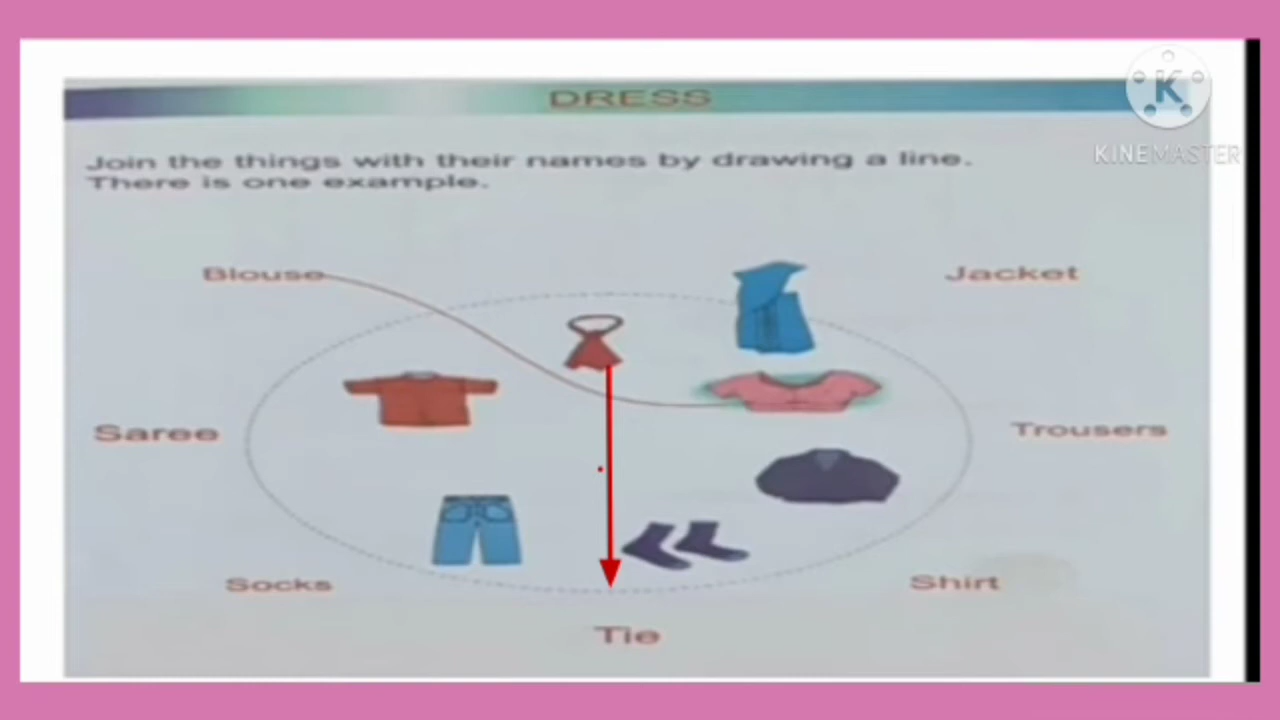 DRESS
K
KINEMASTER
Join the things with their names by drawing a line.
There is one example.
Blouse
Jacket
Saree
Trousers
Socks
Shirt
Tie